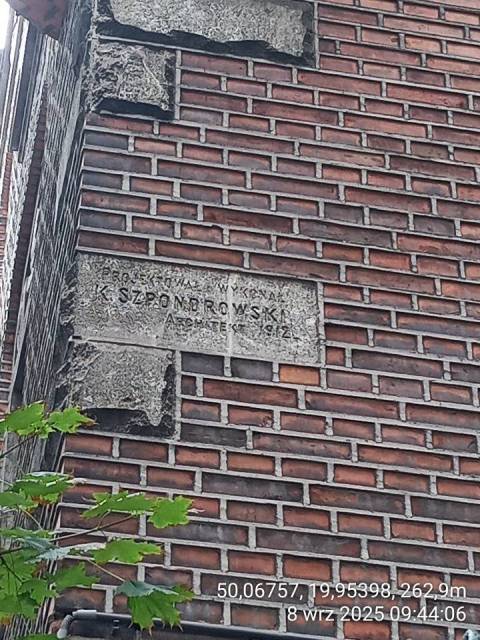 PROJEKTOWAŁ I WYKONAŁ
K. SZPONDROWSKI
ARCHITEKT 1912
50,06757, 19,95398, 262,9m
8 wrz 2025 09:44:06